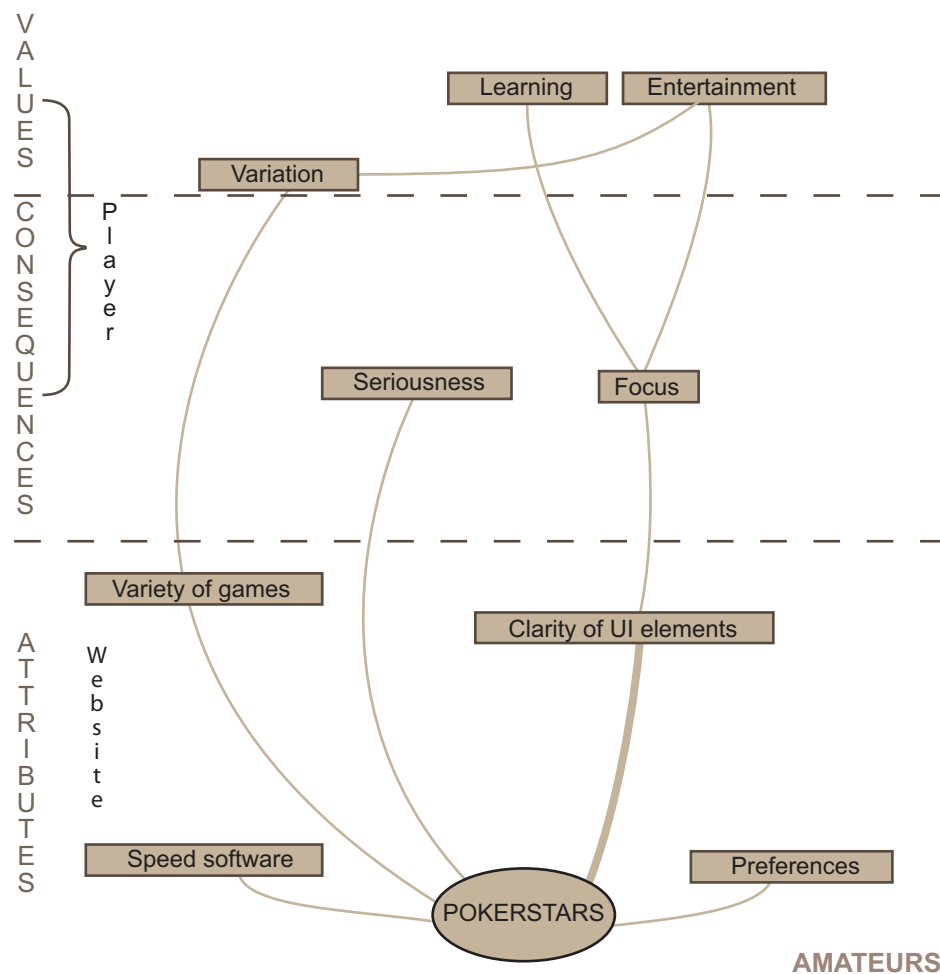 VALUES
Learning
Entertainment
Variation
CONSEQUENCES
Player
Seriousness
Focus
Variety of games
Clarity of UI elements
ATTRIBUTES
Website
Speed software
Preferences
POKERSTARS
AMATEURS